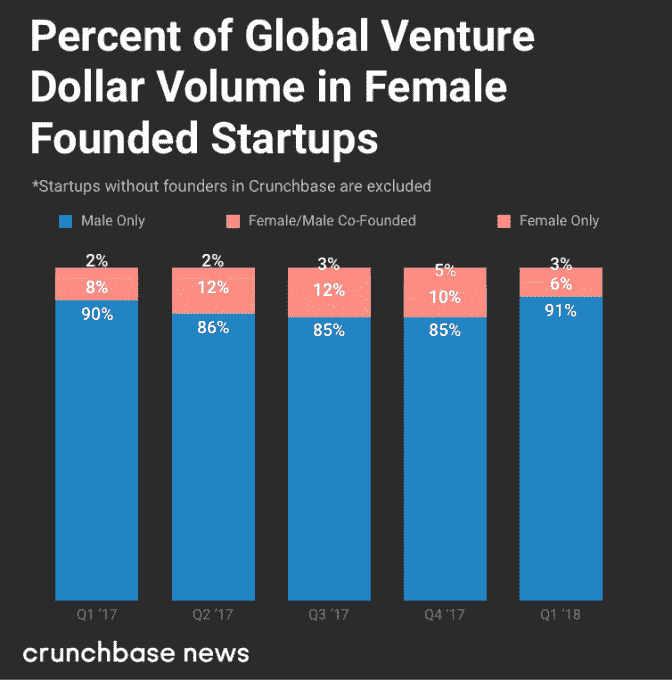 Percent of Global Venture
Dollar Volume in Female
Founded Startups
*Startups without founders in Crunchbase are excluded
Male Only Female/Male Co-Founded Female Only
2% 2% 3% 5% 3%
8% 12% 12% 10% 6%
90% 86% 85% 85% 91%
Q1 '17 Q2 '17 Q3 '17 Q4 '17 Q1 '18
crunchbase news